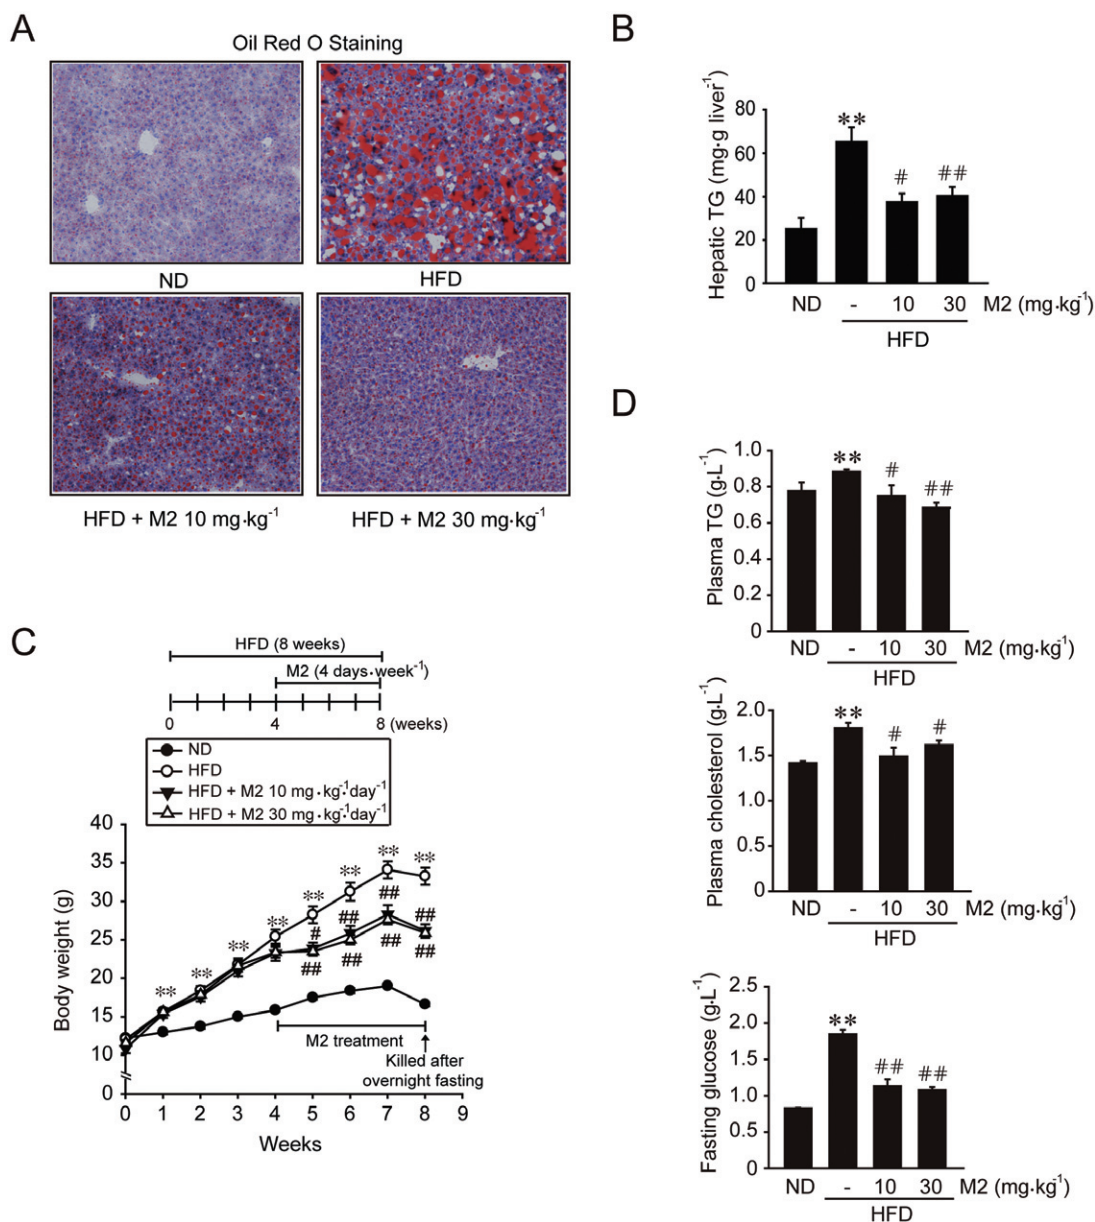 A
Oil Red O Staining
ND
HFD
HFD + M2 10 mg·kg⁻¹
HFD + M2 30 mg·kg⁻¹
B
Hepatic TG (mg·g liver⁻¹)
80
60
40
20
0
**
#
##
ND
-
10
30
M2 (mg·kg⁻¹)
HFD
C
HFD (8 weeks)
M2 (4 days·week⁻¹)
0
4
8 (weeks)
ND
HFD
HFD + M2 10 mg·kg⁻¹day⁻¹
HFD + M2 30 mg·kg⁻¹day⁻¹
Body weight (g)
40
35
30
25
20
15
10
0
**
**
**
**
**
**
**
**
#
##
##
##
##
##
##
##
M2 treatment
Killed after
overnight fasting
0 1 2 3 4 5 6 7 8 9
Weeks
D
Plasma TG (g·L⁻¹)
1.0
0.8
0.6
0.4
0.2
0
**
#
##
ND
-
10
30
M2 (mg·kg⁻¹)
HFD
Plasma cholesterol (g·L⁻¹)
2.0
1.5
1.0
0.5
0
**
#
#
ND
-
10
30
M2 (mg·kg⁻¹)
HFD
Fasting glucose (g·L⁻¹)
2.5
2.0
1.5
1.0
0.5
0
**
##
##
ND
-
10
30
M2 (mg·kg⁻¹)
HFD